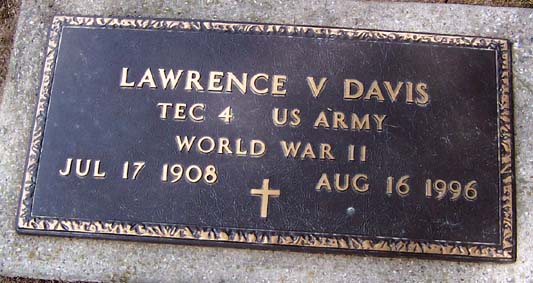 LAWRENCE V DAVIS
TEC 4 US ARMY
WORLD WAR II
JUL 17 1908 AUG 16 1996